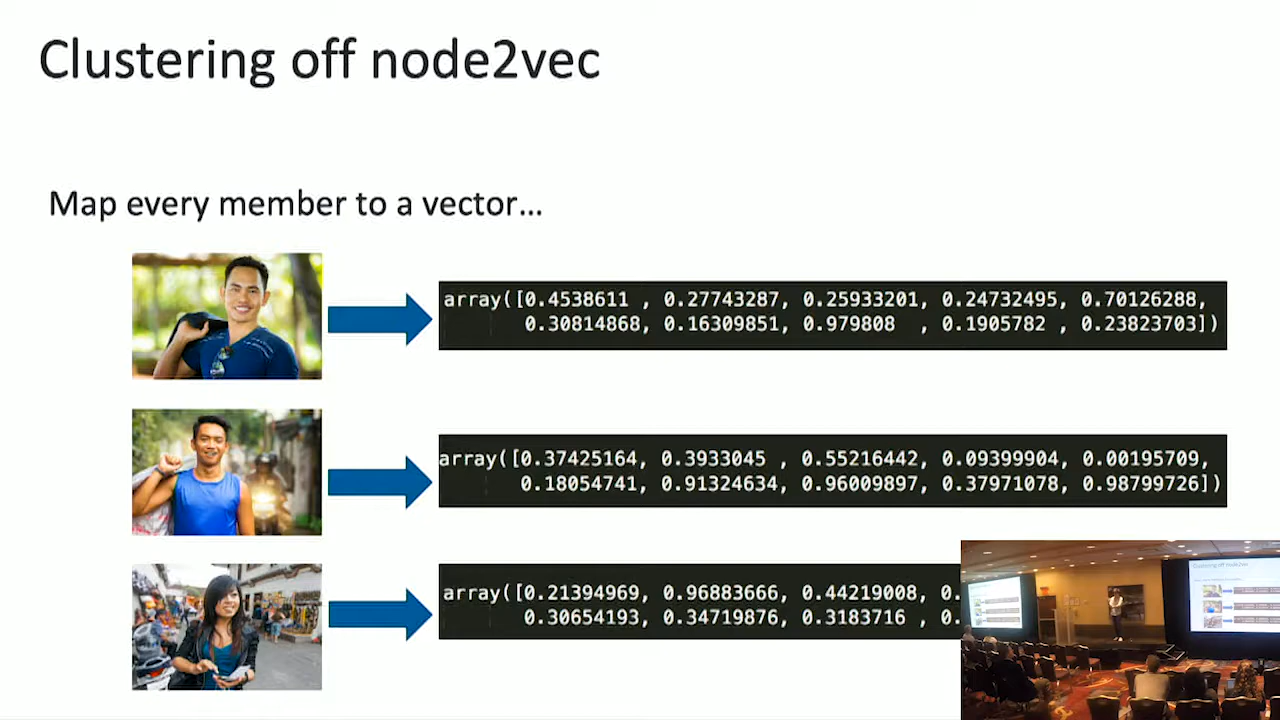 Clustering off node2vec
Map every member to a vector…
array([0.4538611 , 0.27743287, 0.25933201, 0.24732495, 0.70126288,
0.30814868, 0.16309851, 0.979808  , 0.1905782 , 0.23823703])
array([0.37425164, 0.3933045 , 0.55216442, 0.09399904, 0.00195709,
0.18054741, 0.91324634, 0.96009897, 0.37971078, 0.98799726])
array([0.21394969, 0.96883666, 0.44219008, 0.
0.30654193, 0.34719876, 0.3183716 , 0.
Clustering off node2vec